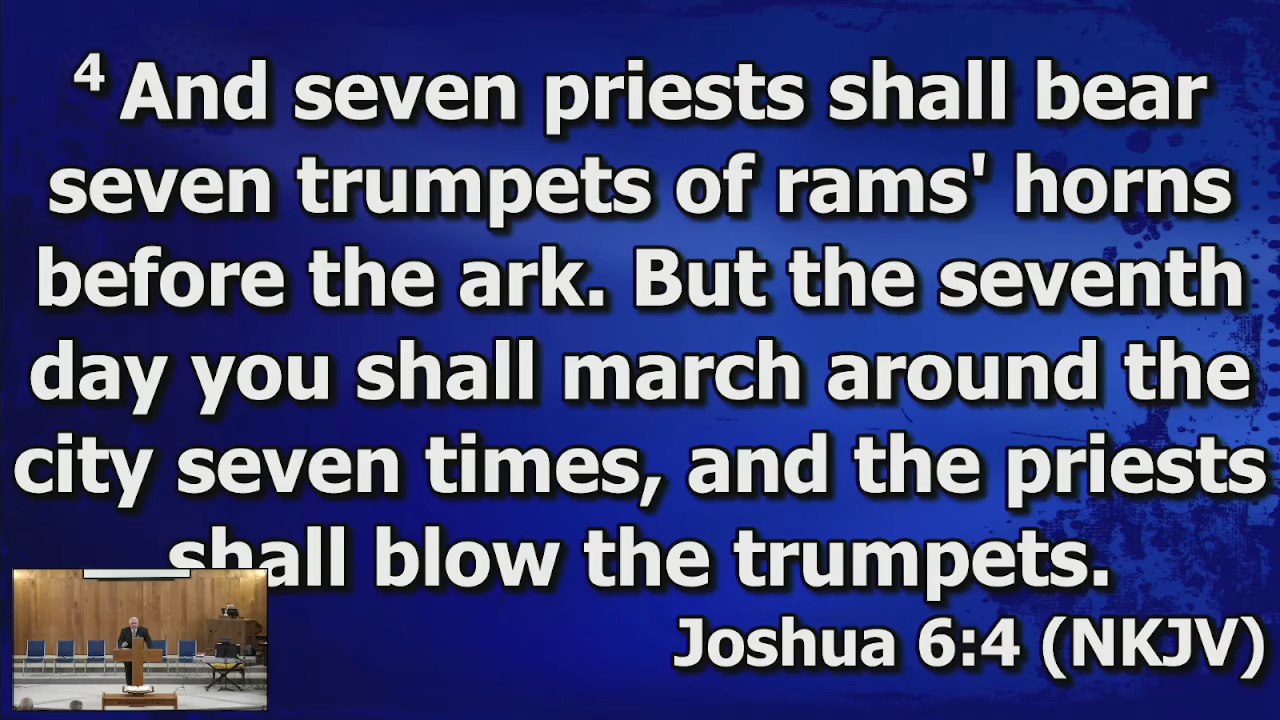 4 And seven priests shall bear
seven trumpets of rams' horns
before the ark. But the seventh
day you shall march around the
city seven times, and the priests
shall blow the trumpets.
Joshua 6:4 (NKJV)